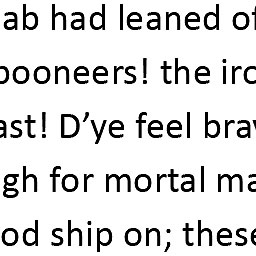 ab had leaned of
pooneers! the iro
ast! D’ye feel brav
gh for mortal ma
od ship on; these